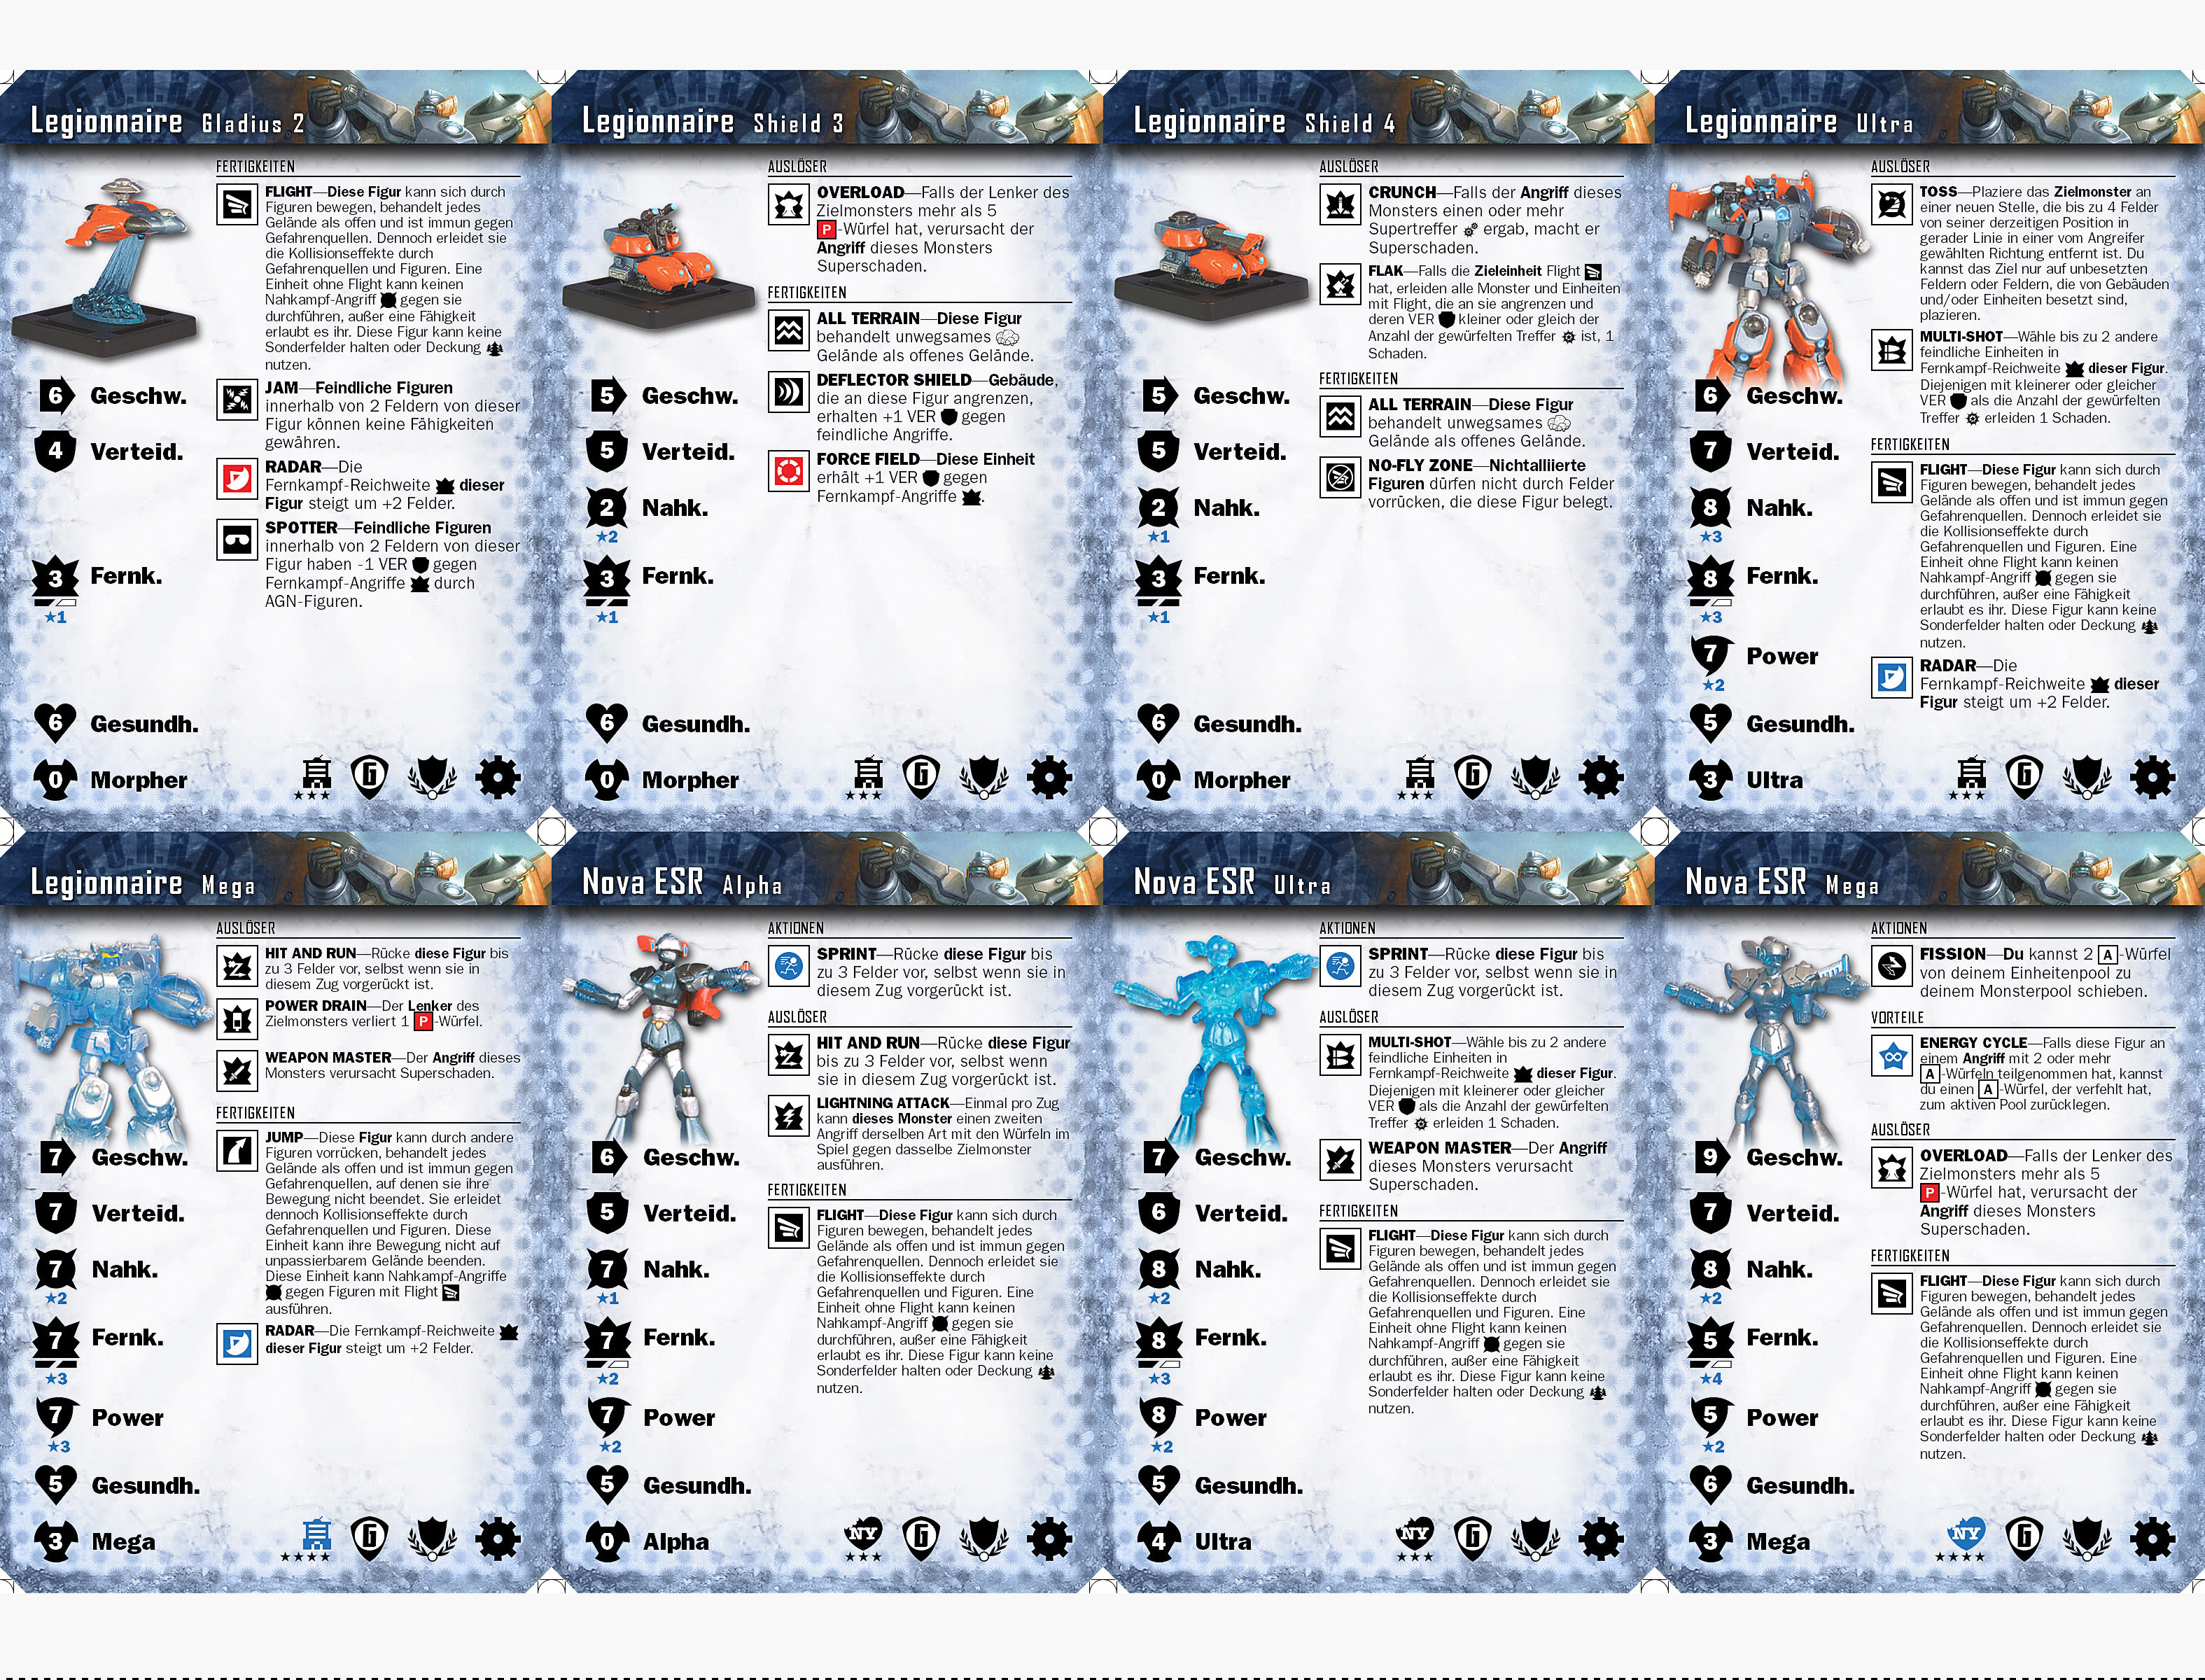 Legionnaire Gladius 2
FERTIGKEITEN
FLIGHT—Diese Figur kann sich durch
Figuren bewegen, behandelt jedes
Gelände als offen und ist immun gegen
Gefahrenquellen. Dennoch erleidet sie
die Kollisionseffekte durch
Gefahrenquellen und Figuren. Eine
Einheit ohne Flight kann keinen
Nahkampf-Angriff gegen sie
durchführen, außer eine Fähigkeit
erlaubt es ihr. Diese Figur kann keine
Sonderfelder halten oder Deckung
nutzen.
JAM—Feindliche Figuren
innerhalb von 2 Feldern von dieser
Figur können keine Fähigkeiten
gewähren.
RADAR—Die
Fernkampf-Reichweite dieser
Figur steigt um +2 Felder.
SPOTTER—Feindliche Figuren
innerhalb von 2 Feldern von dieser
Figur haben -1 VER gegen
Fernkampf-Angriffe durch
AGN-Figuren.
6 Geschw.
4 Verteid.
3 Fernk.
★1
6 Gesundh.
0 Morpher
★★★
G
Legionnaire Shield 3
AUSLÖSER
OVERLOAD—Falls der Lenker des
Zielmonsters mehr als 5
P-Würfel hat, verursacht der
Angriff dieses Monsters
Superschaden.
FERTIGKEITEN
ALL TERRAIN—Diese Figur
behandelt unwegsames
Gelände als offenes Gelände.
DEFLECTOR SHIELD—Gebäude,
die an diese Figur angrenzen,
erhalten +1 VER gegen
feindliche Angriffe.
FORCE FIELD—Diese Einheit
erhält +1 VER gegen
Fernkampf-Angriffe.
5 Geschw.
5 Verteid.
2 Nahk.
★2
3 Fernk.
★1
6 Gesundh.
0 Morpher
★★★
G
Legionnaire Shield 4
AUSLÖSER
CRUNCH—Falls der Angriff dieses
Monsters einen oder mehr
Supertreffer ergab, macht er
Superschaden.
FLAK—Falls die Zieleinheit Flight
hat, erleiden alle Monster und Einheiten
mit Flight, die an sie angrenzen und
deren VER kleiner oder gleich der
Anzahl der gewürfelten Treffer ist, 1
Schaden.
FERTIGKEITEN
ALL TERRAIN—Diese Figur
behandelt unwegsames
Gelände als offenes Gelände.
NO-FLY ZONE—Nichtalliierte
Figuren dürfen nicht durch Felder
vorrücken, die diese Figur belegt.
5 Geschw.
5 Verteid.
2 Nahk.
★1
3 Fernk.
★1
6 Gesundh.
0 Morpher
★★★
G
Legionnaire Ultra
AUSLÖSER
TOSS—Plaziere das Zielmonster an
einer neuen Stelle, die bis zu 4 Felder
von seiner derzeitigen Position in
gerader Linie in einer vom Angreifer
gewählten Richtung entfernt ist. Du
kannst das Ziel nur auf unbesetzten
Feldern oder Feldern, die von Gebäuden
und/oder Einheiten besetzt sind,
plazieren.
MULTI-SHOT—Wähle bis zu 2 andere
feindliche Einheiten in
Fernkampf-Reichweite dieser Figur.
Diejenigen mit kleinerer oder gleicher
VER als die Anzahl der gewürfelten
Treffer erleiden 1 Schaden.
FERTIGKEITEN
FLIGHT—Diese Figur kann sich durch
Figuren bewegen, behandelt jedes
Gelände als offen und ist immun gegen
Gefahrenquellen. Dennoch erleidet sie
die Kollisionseffekte durch
Gefahrenquellen und Figuren. Eine
Einheit ohne Flight kann keinen
Nahkampf-Angriff gegen sie
durchführen, außer eine Fähigkeit
erlaubt es ihr. Diese Figur kann keine
Sonderfelder halten oder Deckung
nutzen.
RADAR—Die
Fernkampf-Reichweite dieser
Figur steigt um +2 Felder.
6 Geschw.
7 Verteid.
8 Nahk.
★3
8 Fernk.
★3
7 Power
★2
5 Gesundh.
3 Ultra
★★★
G
Legionnaire Mega
AUSLÖSER
HIT AND RUN—Rücke diese Figur bis
zu 3 Felder vor, selbst wenn sie in
diesem Zug vorgerückt ist.
POWER DRAIN—Der Lenker des
Zielmonsters verliert 1 P-Würfel.
WEAPON MASTER—Der Angriff dieses
Monsters verursacht Superschaden.
FERTIGKEITEN
JUMP—Diese Figur kann durch andere
Figuren vorrücken, behandelt jedes
Gelände als offen und ist immun gegen
Gefahrenquellen, auf denen sie ihre
Bewegung nicht beendet. Sie erleidet
dennoch Kollisionseffekte durch
Gefahrenquellen und Figuren. Diese
Einheit kann ihre Bewegung nicht auf
unpassierbarem Gelände beenden.
Diese Einheit kann Nahkampf-Angriffe
gegen Figuren mit Flight
ausführen.
RADAR—Die Fernkampf-Reichweite
dieser Figur steigt um +2 Felder.
7 Geschw.
7 Verteid.
7 Nahk.
★2
7 Fernk.
★3
7 Power
★3
5 Gesundh.
3 Mega
★★★★
G
Nova ESR Alpha
AKTIONEN
SPRINT—Rücke diese Figur bis
zu 3 Felder vor, selbst wenn sie in
diesem Zug vorgerückt ist.
AUSLÖSER
HIT AND RUN—Rücke diese Figur
bis zu 3 Felder vor, selbst wenn
sie in diesem Zug vorgerückt ist.
LIGHTNING ATTACK—Einmal pro Zug
kann dieses Monster einen zweiten
Angriff derselben Art mit den Würfeln im
Spiel gegen dasselbe Zielmonster
ausführen.
FERTIGKEITEN
FLIGHT—Diese Figur kann sich durch
Figuren bewegen, behandelt jedes
Gelände als offen und ist immun gegen
Gefahrenquellen. Dennoch erleidet sie
die Kollisionseffekte durch
Gefahrenquellen und Figuren. Eine
Einheit ohne Flight kann keinen
Nahkampf-Angriff gegen sie
durchführen, außer eine Fähigkeit
erlaubt es ihr. Diese Figur kann keine
Sonderfelder halten oder Deckung
nutzen.
6 Geschw.
5 Verteid.
7 Nahk.
★1
7 Fernk.
★2
7 Power
★2
5 Gesundh.
0 Alpha
NY
★★★
G
Nova ESR Ultra
AKTIONEN
SPRINT—Rücke diese Figur bis
zu 3 Felder vor, selbst wenn sie in
diesem Zug vorgerückt ist.
AUSLÖSER
MULTI-SHOT—Wähle bis zu 2 andere
feindliche Einheiten in
Fernkampf-Reichweite dieser Figur.
Diejenigen mit kleinerer oder gleicher
VER als die Anzahl der gewürfelten
Treffer erleiden 1 Schaden.
WEAPON MASTER—Der Angriff
dieses Monsters verursacht
Superschaden.
FERTIGKEITEN
FLIGHT—Diese Figur kann sich durch
Figuren bewegen, behandelt jedes
Gelände als offen und ist immun gegen
Gefahrenquellen. Dennoch erleidet sie
die Kollisionseffekte durch
Gefahrenquellen und Figuren. Eine
Einheit ohne Flight kann keinen
Nahkampf-Angriff gegen sie
durchführen, außer eine Fähigkeit
erlaubt es ihr. Diese Figur kann keine
Sonderfelder halten oder Deckung
nutzen.
7 Geschw.
6 Verteid.
8 Nahk.
★2
8 Fernk.
★3
8 Power
★2
5 Gesundh.
4 Ultra
NY
★★★
G
Nova ESR Mega
AKTIONEN
FISSION—Du kannst 2 A-Würfel
von deinem Einheitenpool zu
deinem Monsterpool schieben.
VORTEILE
ENERGY CYCLE—Falls diese Figur an
einem Angriff mit 2 oder mehr
A-Würfeln teilgenommen hat, kannst
du einen A-Würfel, der verfehlt hat,
zum aktiven Pool zurücklegen.
AUSLÖSER
OVERLOAD—Falls der Lenker des
Zielmonsters mehr als 5
P-Würfel hat, verursacht der
Angriff dieses Monsters
Superschaden.
FERTIGKEITEN
FLIGHT—Diese Figur kann sich durch
Figuren bewegen, behandelt jedes
Gelände als offen und ist immun gegen
Gefahrenquellen. Dennoch erleidet sie
die Kollisionseffekte durch
Gefahrenquellen und Figuren. Eine
Einheit ohne Flight kann keinen
Nahkampf-Angriff gegen sie
durchführen, außer eine Fähigkeit
erlaubt es ihr. Diese Figur kann keine
Sonderfelder halten oder Deckung
nutzen.
9 Geschw.
7 Verteid.
8 Nahk.
★2
5 Fernk.
★4
5 Power
★2
6 Gesundh.
3 Mega
NY
★★★★
G